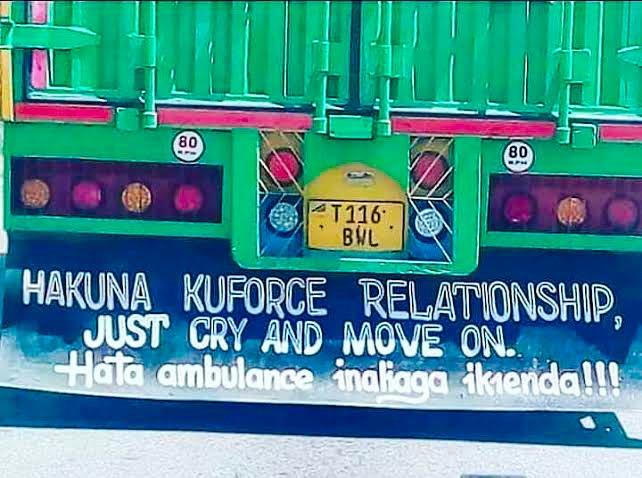 80
K.P.H
80
K.P.H
T116
BWL
HAKUNA KUFORCE RELATIONSHIP,
JUST CRY AND MOVE ON..
Hata ambulance inaliaga ikienda!!!